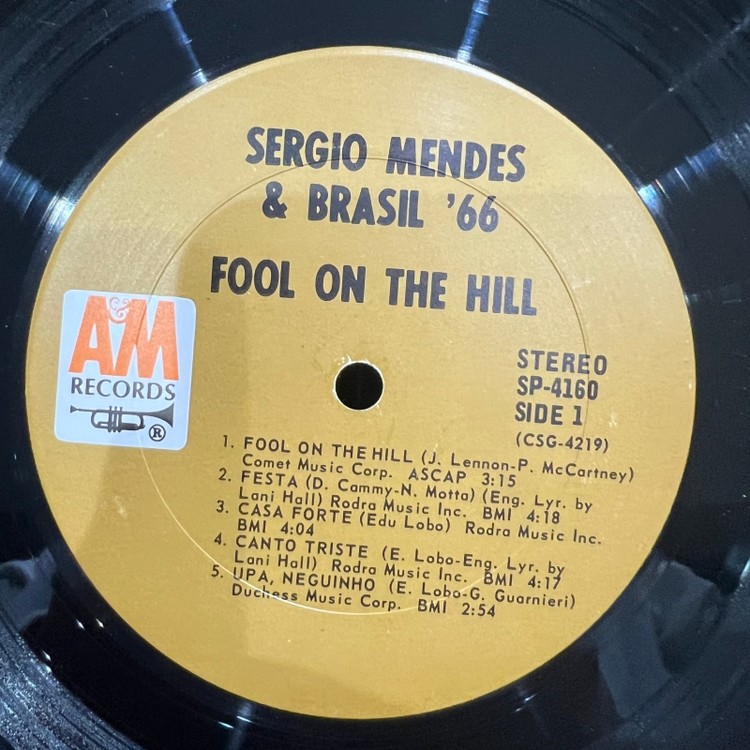 SERGIO MENDES
& BRASIL '66
FOOL ON THE HILL
A&M
RECORDS
®
STEREO
SP-4160
SIDE 1
(CSG-4219)
1. FOOL ON THE HILL (J. Lennon-P. McCartney)
Comet Music Corp. ASCAP 3:15
2. FESTA (D. Cammy-N. Motta) (Eng. Lyr. by
Lani Hall) Rodra Music Inc. BMI 4:18
3. CASA FORTE (Edu Lobo) Rodra Music Inc.
BMI 4:04
4. CANTO TRISTE (E. Lobo-Eng. Lyr. by
Lani Hall) Rodra Music Inc. BMI 4:17
5. UPA, NEGUINHO (E. Lobo-G. Guarnieri)
Duchess Music Corp. BMI 2:54